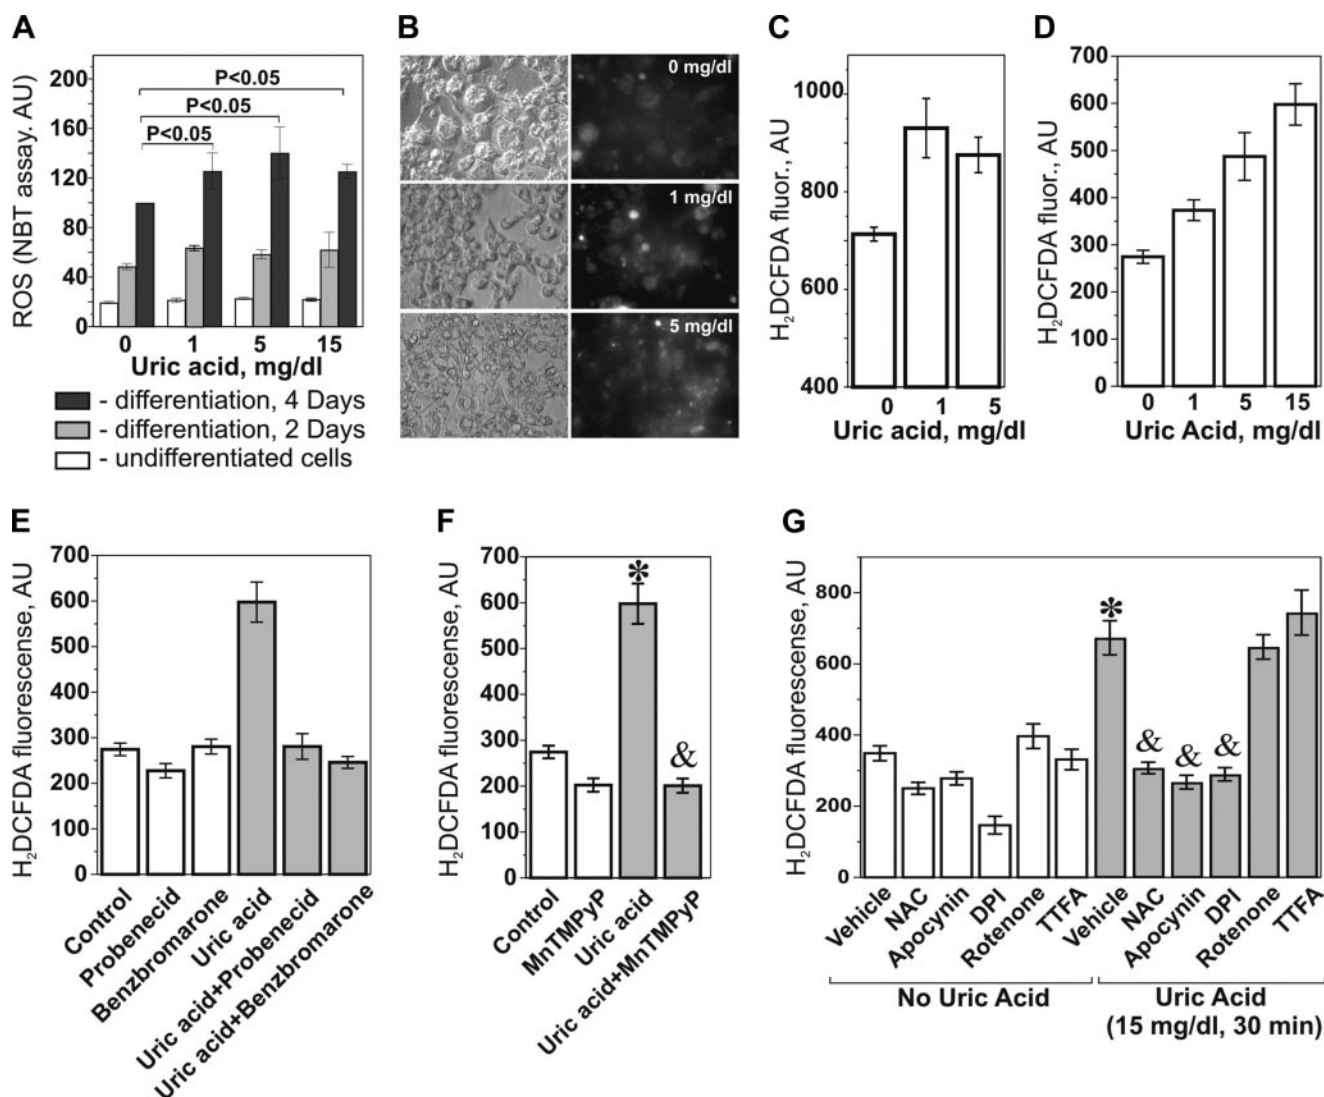 A
ROS (NBT assay. AU)
200
160
120
80
40
0
P<0.05
P<0.05
P<0.05
0 1 5 15
Uric acid, mg/dl
- differentiation, 4 Days
- differentiation, 2 Days
- undifferentiated cells
B
0 mg/dl
1 mg/dl
5 mg/dl
C
H₂DCFDA fluor., AU
1000
800
600
400
0 1 5
Uric acid, mg/dl
D
H₂DCFDA fluor., AU
700
600
500
400
300
200
100
0
0 1 5 15
Uric Acid, mg/dl
E
H₂DCFDA fluorescense, AU
700
600
500
400
300
200
100
0
Control
Probenecid
Benzbromarone
Uric acid
Uric acid+Probenecid
Uric acid+Benzbromarone
F
H₂DCFDA fluorescense, AU
700
600
500
400
300
200
100
0
*
&
Control
MnTMPyP
Uric acid
Uric acid+MnTMPyP
G
H₂DCFDA fluorescense, AU
800
600
400
200
0
*
& & &
Vehicle
NAC
Apocynin
DPI
Rotenone
TTFA
Vehicle
NAC
Apocynin
DPI
Rotenone
TTFA
No Uric Acid
Uric Acid
(15 mg/dl, 30 min)